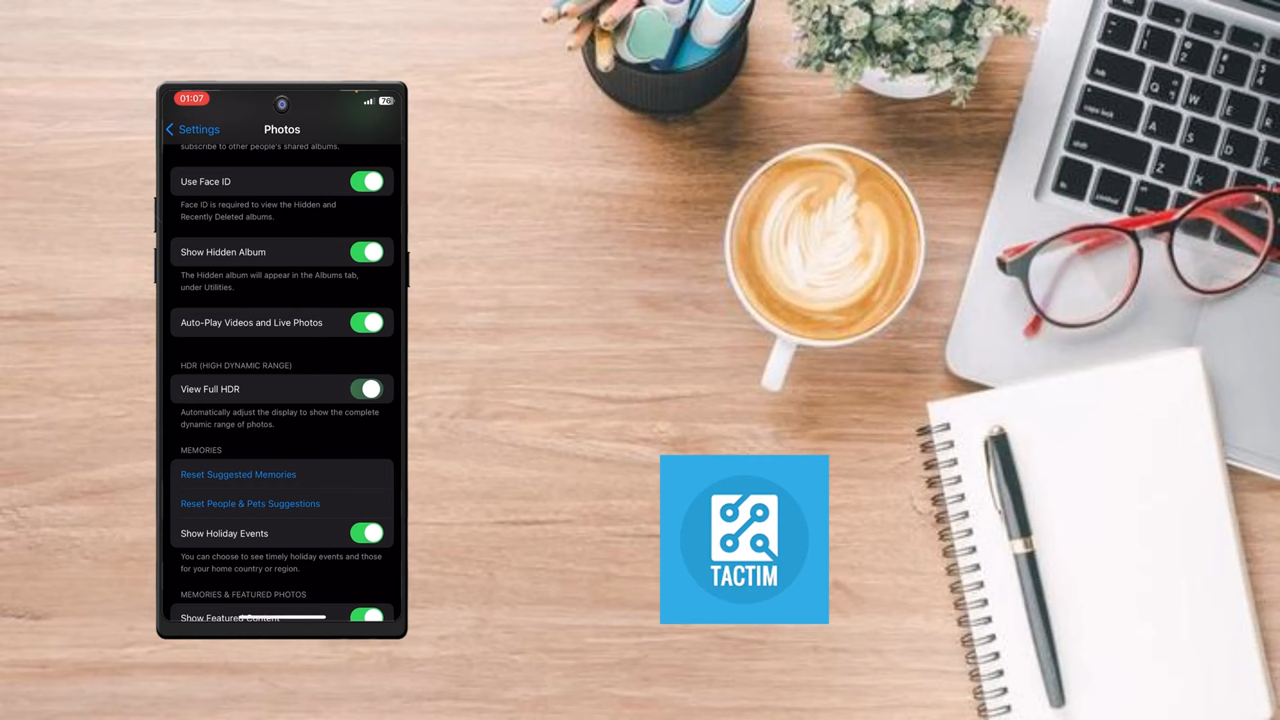 01:07
76
Settings
Photos
subscribe to other people's shared albums.
Use Face ID
Face ID is required to view the Hidden and
Recently Deleted albums.
Show Hidden Album
The Hidden album will appear in the Albums tab,
under Utilities.
Auto-Play Videos and Live Photos
HDR (HIGH DYNAMIC RANGE)
View Full HDR
Automatically adjust the display to show the complete
dynamic range of photos.
MEMORIES
Reset Suggested Memories
Reset People & Pets Suggestions
Show Holiday Events
You can choose to see timely holiday events and those
for your home country or region.
MEMORIES & FEATURED PHOTOS
Show Featured Content
TACTIM
tab
caps lock
Q
W
E
R
A
S
D
F
Z
X
C